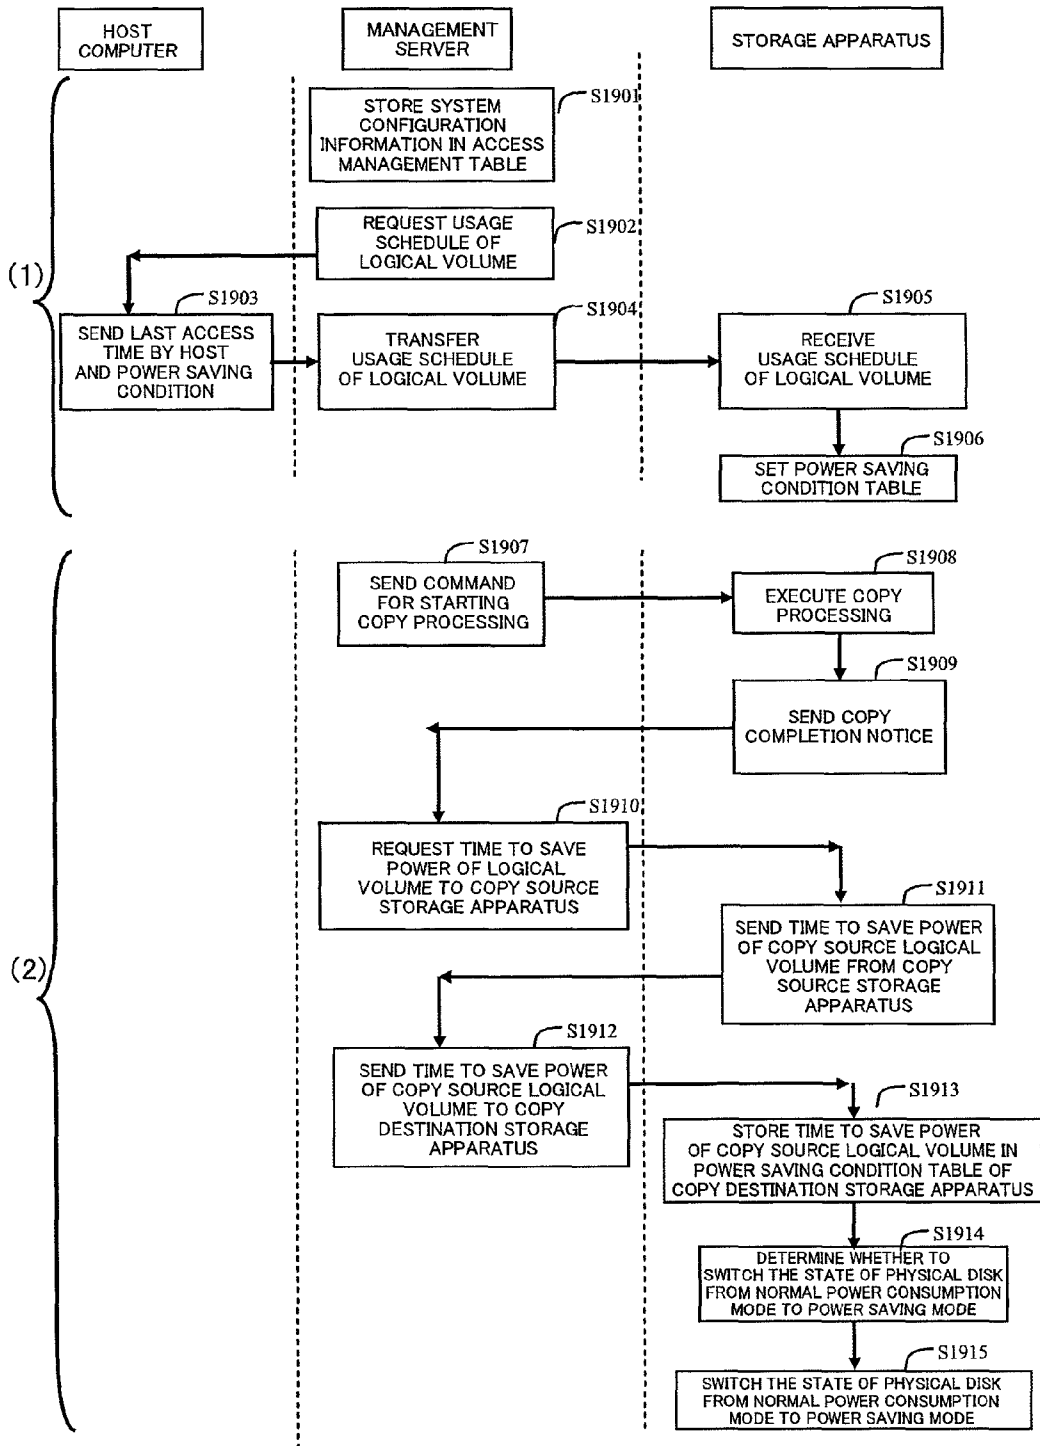 HOST
COMPUTER
MANAGEMENT
SERVER
STORAGE APPARATUS
(1)
S1901
STORE SYSTEM
CONFIGURATION
INFORMATION IN ACCESS
MANAGEMENT TABLE
S1902
REQUEST USAGE
SCHEDULE OF
LOGICAL VOLUME
S1903
SEND LAST ACCESS
TIME BY HOST
AND POWER SAVING
CONDITION
S1904
TRANSFER
USAGE SCHEDULE
OF LOGICAL VOLUME
S1905
RECEIVE
USAGE SCHEDULE
OF LOGICAL VOLUME
S1906
SET POWER SAVING
CONDITION TABLE
(2)
S1907
SEND COMMAND
FOR STARTING
COPY PROCESSING
S1908
EXECUTE COPY
PROCESSING
S1909
SEND COPY
COMPLETION NOTICE
S1910
REQUEST TIME TO SAVE
POWER OF LOGICAL
VOLUME TO COPY SOURCE
STORAGE APPARATUS
S1911
SEND TIME TO SAVE POWER
OF COPY SOURCE LOGICAL
VOLUME FROM COPY
SOURCE STORAGE
APPARATUS
S1912
SEND TIME TO SAVE POWER
OF COPY SOURCE LOGICAL
VOLUME TO COPY
DESTINATION STORAGE
APPARATUS
S1913
STORE TIME TO SAVE POWER
OF COPY SOURCE LOGICAL VOLUME IN
POWER SAVING CONDITION TABLE OF
COPY DESTINATION STORAGE APPARATUS
S1914
DETERMINE WHETHER TO
SWITCH THE STATE OF PHYSICAL DISK
FROM NORMAL POWER CONSUMPTION
MODE TO POWER SAVING MODE
S1915
SWITCH THE STATE OF PHYSICAL DISK
FROM NORMAL POWER CONSUMPTION
MODE TO POWER SAVING MODE